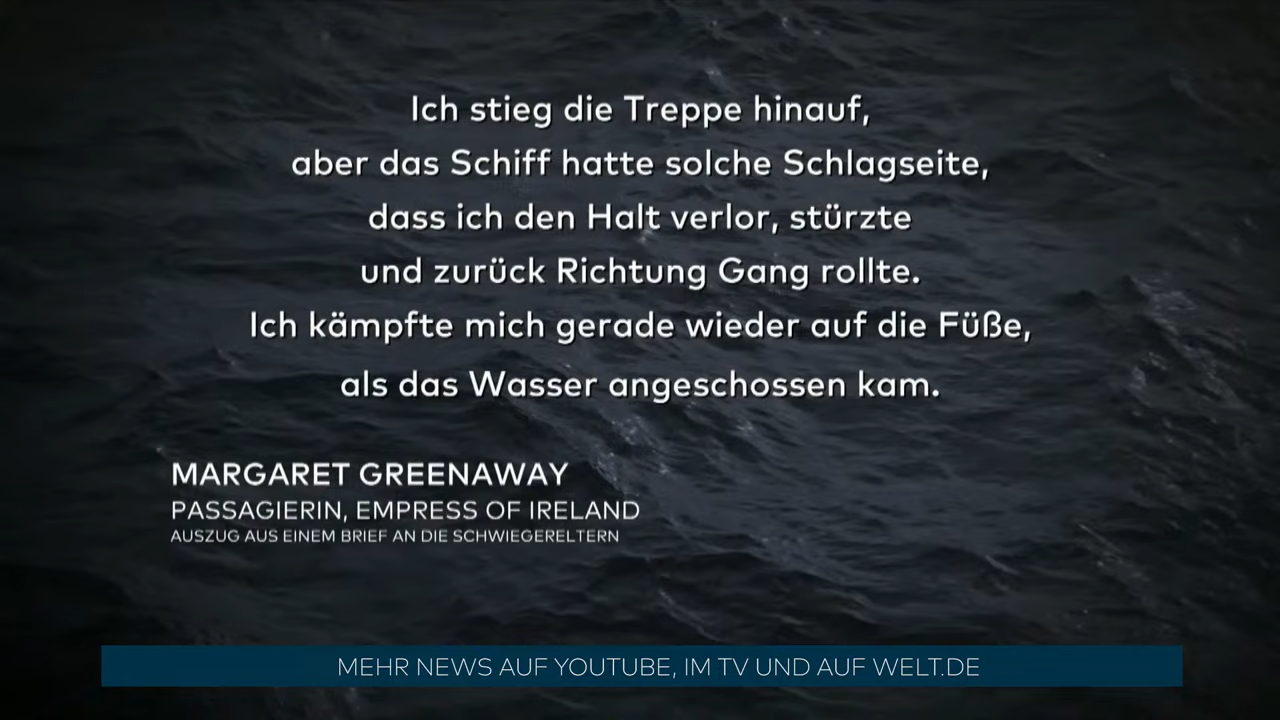 Ich stieg die Treppe hinauf,
aber das Schiff hatte solche Schlagseite,
dass ich den Halt verlor, stürzte
und zurück Richtung Gang rollte.
Ich kämpfte mich gerade wieder auf die Füße,
als das Wasser angeschossen kam.
MARGARET GREENAWAY
PASSAGIERIN, EMPRESS OF IRELAND
AUSZUG AUS EINEM BRIEF AN DIE SCHWIEGERELTERN
MEHR NEWS AUF YOUTUBE, IM TV UND AUF WELT.DE